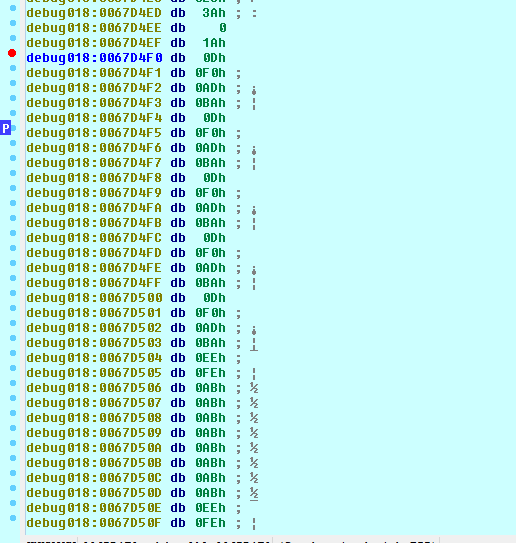 debug018:0067D4ED db 3Ah ; :
debug018:0067D4EE db 0
debug018:0067D4EF db 1Ah
debug018:0067D4F0 db 0Dh
debug018:0067D4F1 db 0F0h ;
debug018:0067D4F2 db 0ADh ; ¡
debug018:0067D4F3 db 0BAh ; ¦
P
debug018:0067D4F4 db 0Dh
debug018:0067D4F5 db 0F0h ;
debug018:0067D4F6 db 0ADh ; ¡
debug018:0067D4F7 db 0BAh ; ¦
debug018:0067D4F8 db 0Dh
debug018:0067D4F9 db 0F0h ;
debug018:0067D4FA db 0ADh ; ¡
debug018:0067D4FB db 0BAh ; ¦
debug018:0067D4FC db 0Dh
debug018:0067D4FD db 0F0h ;
debug018:0067D4FE db 0ADh ; ¡
debug018:0067D4FF db 0BAh ; ¦
debug018:0067D500 db 0Dh
debug018:0067D501 db 0F0h ;
debug018:0067D502 db 0ADh ; ¡
debug018:0067D503 db 0BAh ; ¦
debug018:0067D504 db 0EEh ;
debug018:0067D505 db 0FEh ; ¦
debug018:0067D506 db 0ABh ; ½
debug018:0067D507 db 0ABh ; ½
debug018:0067D508 db 0ABh ; ½
debug018:0067D509 db 0ABh ; ½
debug018:0067D50A db 0ABh ; ½
debug018:0067D50B db 0ABh ; ½
debug018:0067D50C db 0ABh ; ½
debug018:0067D50D db 0ABh ; ½
debug018:0067D50E db 0EEh ;
debug018:0067D50F db 0FEh ; ¦